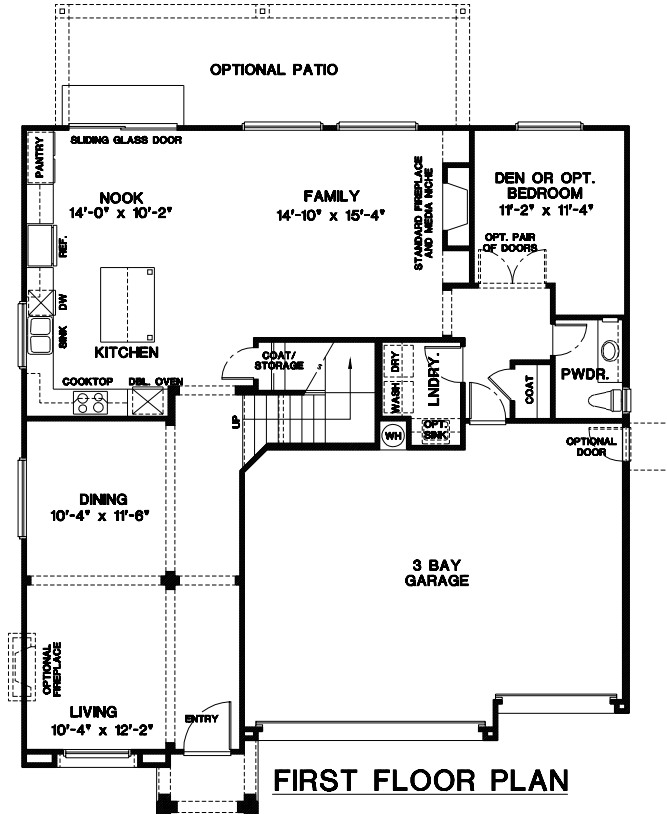 OPTIONAL PATIO
SLIDING GLASS DOOR
PANTRY
NOOK
14'-0" x 10'-2"
FAMILY
14'-10" x 15'-4"
STANDARD FIREPLACE
AND MEDIA NICHE
DEN OR OPT.
BEDROOM
11'-2" x 11'-4"
OPT. PAIR
OF DOORS
REF.
DW
SINK
KITCHEN
COOKTOP
DBL. OVEN
COAT/
STORAGE
S
UP
DRY
WASH
LNDRY.
OPT.
SINK
WH
COAT
PWDR.
OPTIONAL
DOOR
DINING
10'-4" x 11'-6"
3 BAY
GARAGE
OPTIONAL
FIREPLACE
LIVING
10'-4" x 12'-2"
ENTRY
FIRST FLOOR PLAN